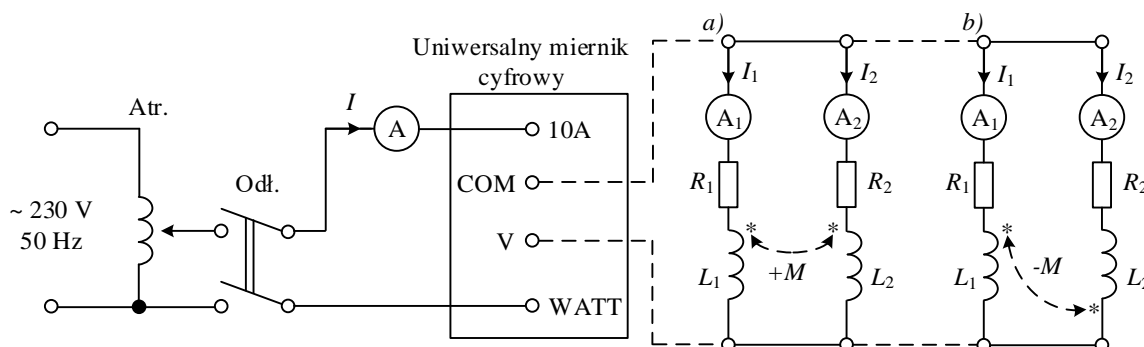 a)
b)
Uniwersalny miernik
cyfrowy
Atr.
I
A
10A
I₁
I₂
I₁
I₂
A₁
A₂
A₁
A₂
Odł.
COM
R₁
R₂
R₁
R₂
~ 230 V
50 Hz
V
*
*
*
+M
-M
L₁
L₂
L₁
L₂
WATT
*